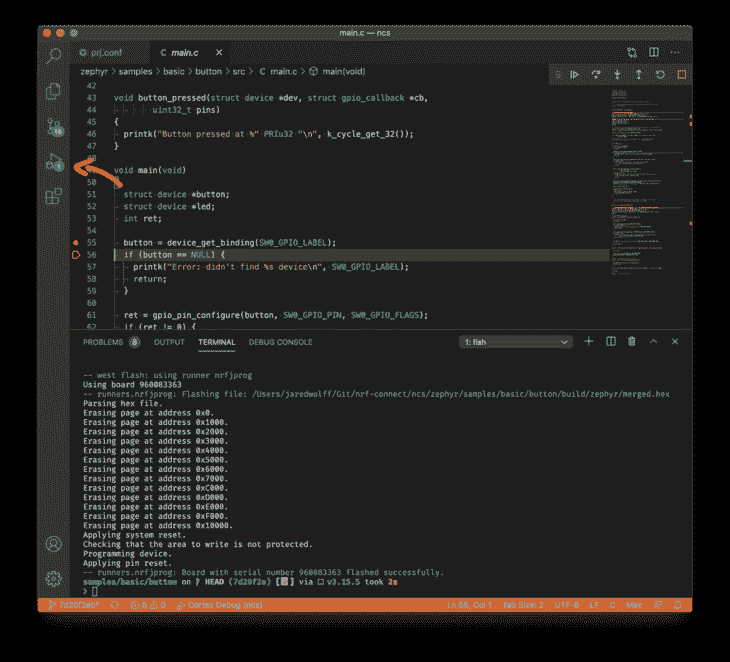 main.c — ncs
prj.conf
C main.c ×
zephyr > samples > basic > button > src > C main.c > main(void)
42
43 void button_pressed(struct device *dev, struct gpio_callback *cb,
44 uint32_t pins)
45 {
46 printk("Button pressed at %" PRIu32 "\n", k_cycle_get_32());
47 }
48
void main(void)
50
51 struct device *button;
52 struct device *led;
53 int ret;
54
55 button = device_get_binding(SW0_GPIO_LABEL);
56 if (button == NULL) {
57 printk("Error: didn't find %s device\n", SW0_GPIO_LABEL);
58 return;
59 }
60
61 ret = gpio_pin_configure(button, SW0_GPIO_PIN, SW0_GPIO_FLAGS);
62 if (ret != 0) {
PROBLEMS 8 OUTPUT TERMINAL DEBUG CONSOLE 1: fish
-- west flash: using runner nrfjprog
Using board 960083363
-- runners.nrfjprog: Flashing file: /Users/jaredwolff/Git/nrf-connect/ncs/zephyr/samples/basic/button/build/zephyr/merged.hex
Parsing hex file.
Erasing page at address 0x0.
Erasing page at address 0x1000.
Erasing page at address 0x2000.
Erasing page at address 0x3000.
Erasing page at address 0x4000.
Erasing page at address 0x5000.
Erasing page at address 0x6000.
Erasing page at address 0x7000.
Erasing page at address 0xC000.
Erasing page at address 0xD000.
Erasing page at address 0xE000.
Erasing page at address 0xF000.
Erasing page at address 0x10000.
Applying system reset.
Checking that the area to write is not protected.
Programming device.
Applying pin reset.
-- runners.nrfjprog: Board with serial number 960083363 flashed successfully.
samples/basic/button on HEAD (7d20f2e) via v3.15.5 took 2s
7d20f2eo* 8 0 Cortex Debug (ncs) Ln 56, Col 1 Tab Size: 2 UTF-8 LF C Mac